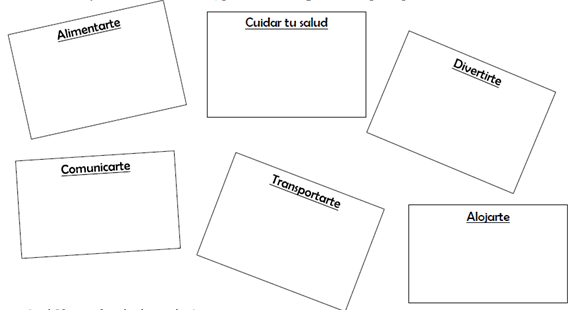 Alimentarte
Cuidar tu salud
Divertirte
Comunicarte
Transportarte
Alojarte